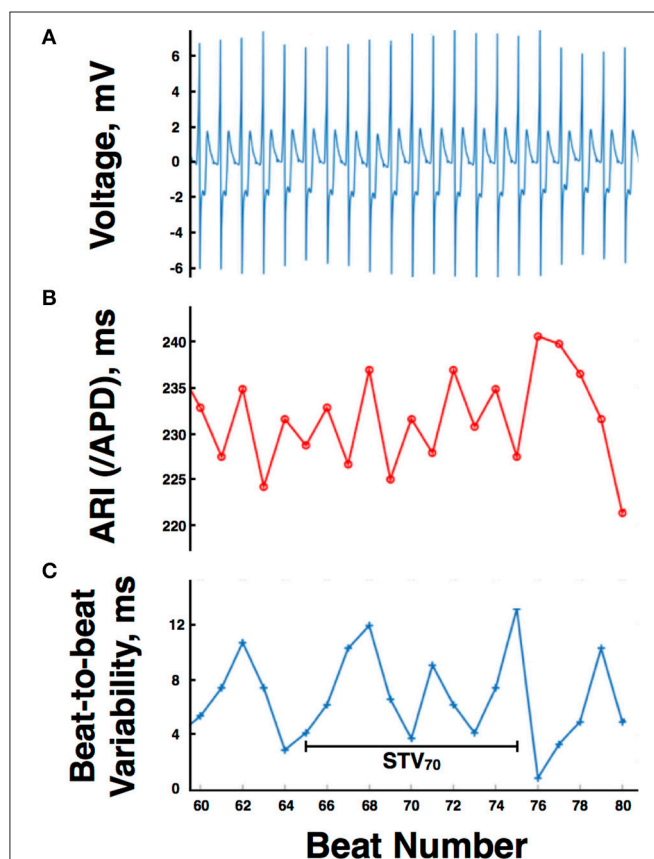 A
Voltage, mV
6
4
2
0
-2
-4
-6
B
ARI (/APD), ms
240
235
230
225
220
C
Beat-to-beat
Variability, ms
12
8
4
0
STV70
60 62 64 66 68 70 72 74 76 78 80
Beat Number